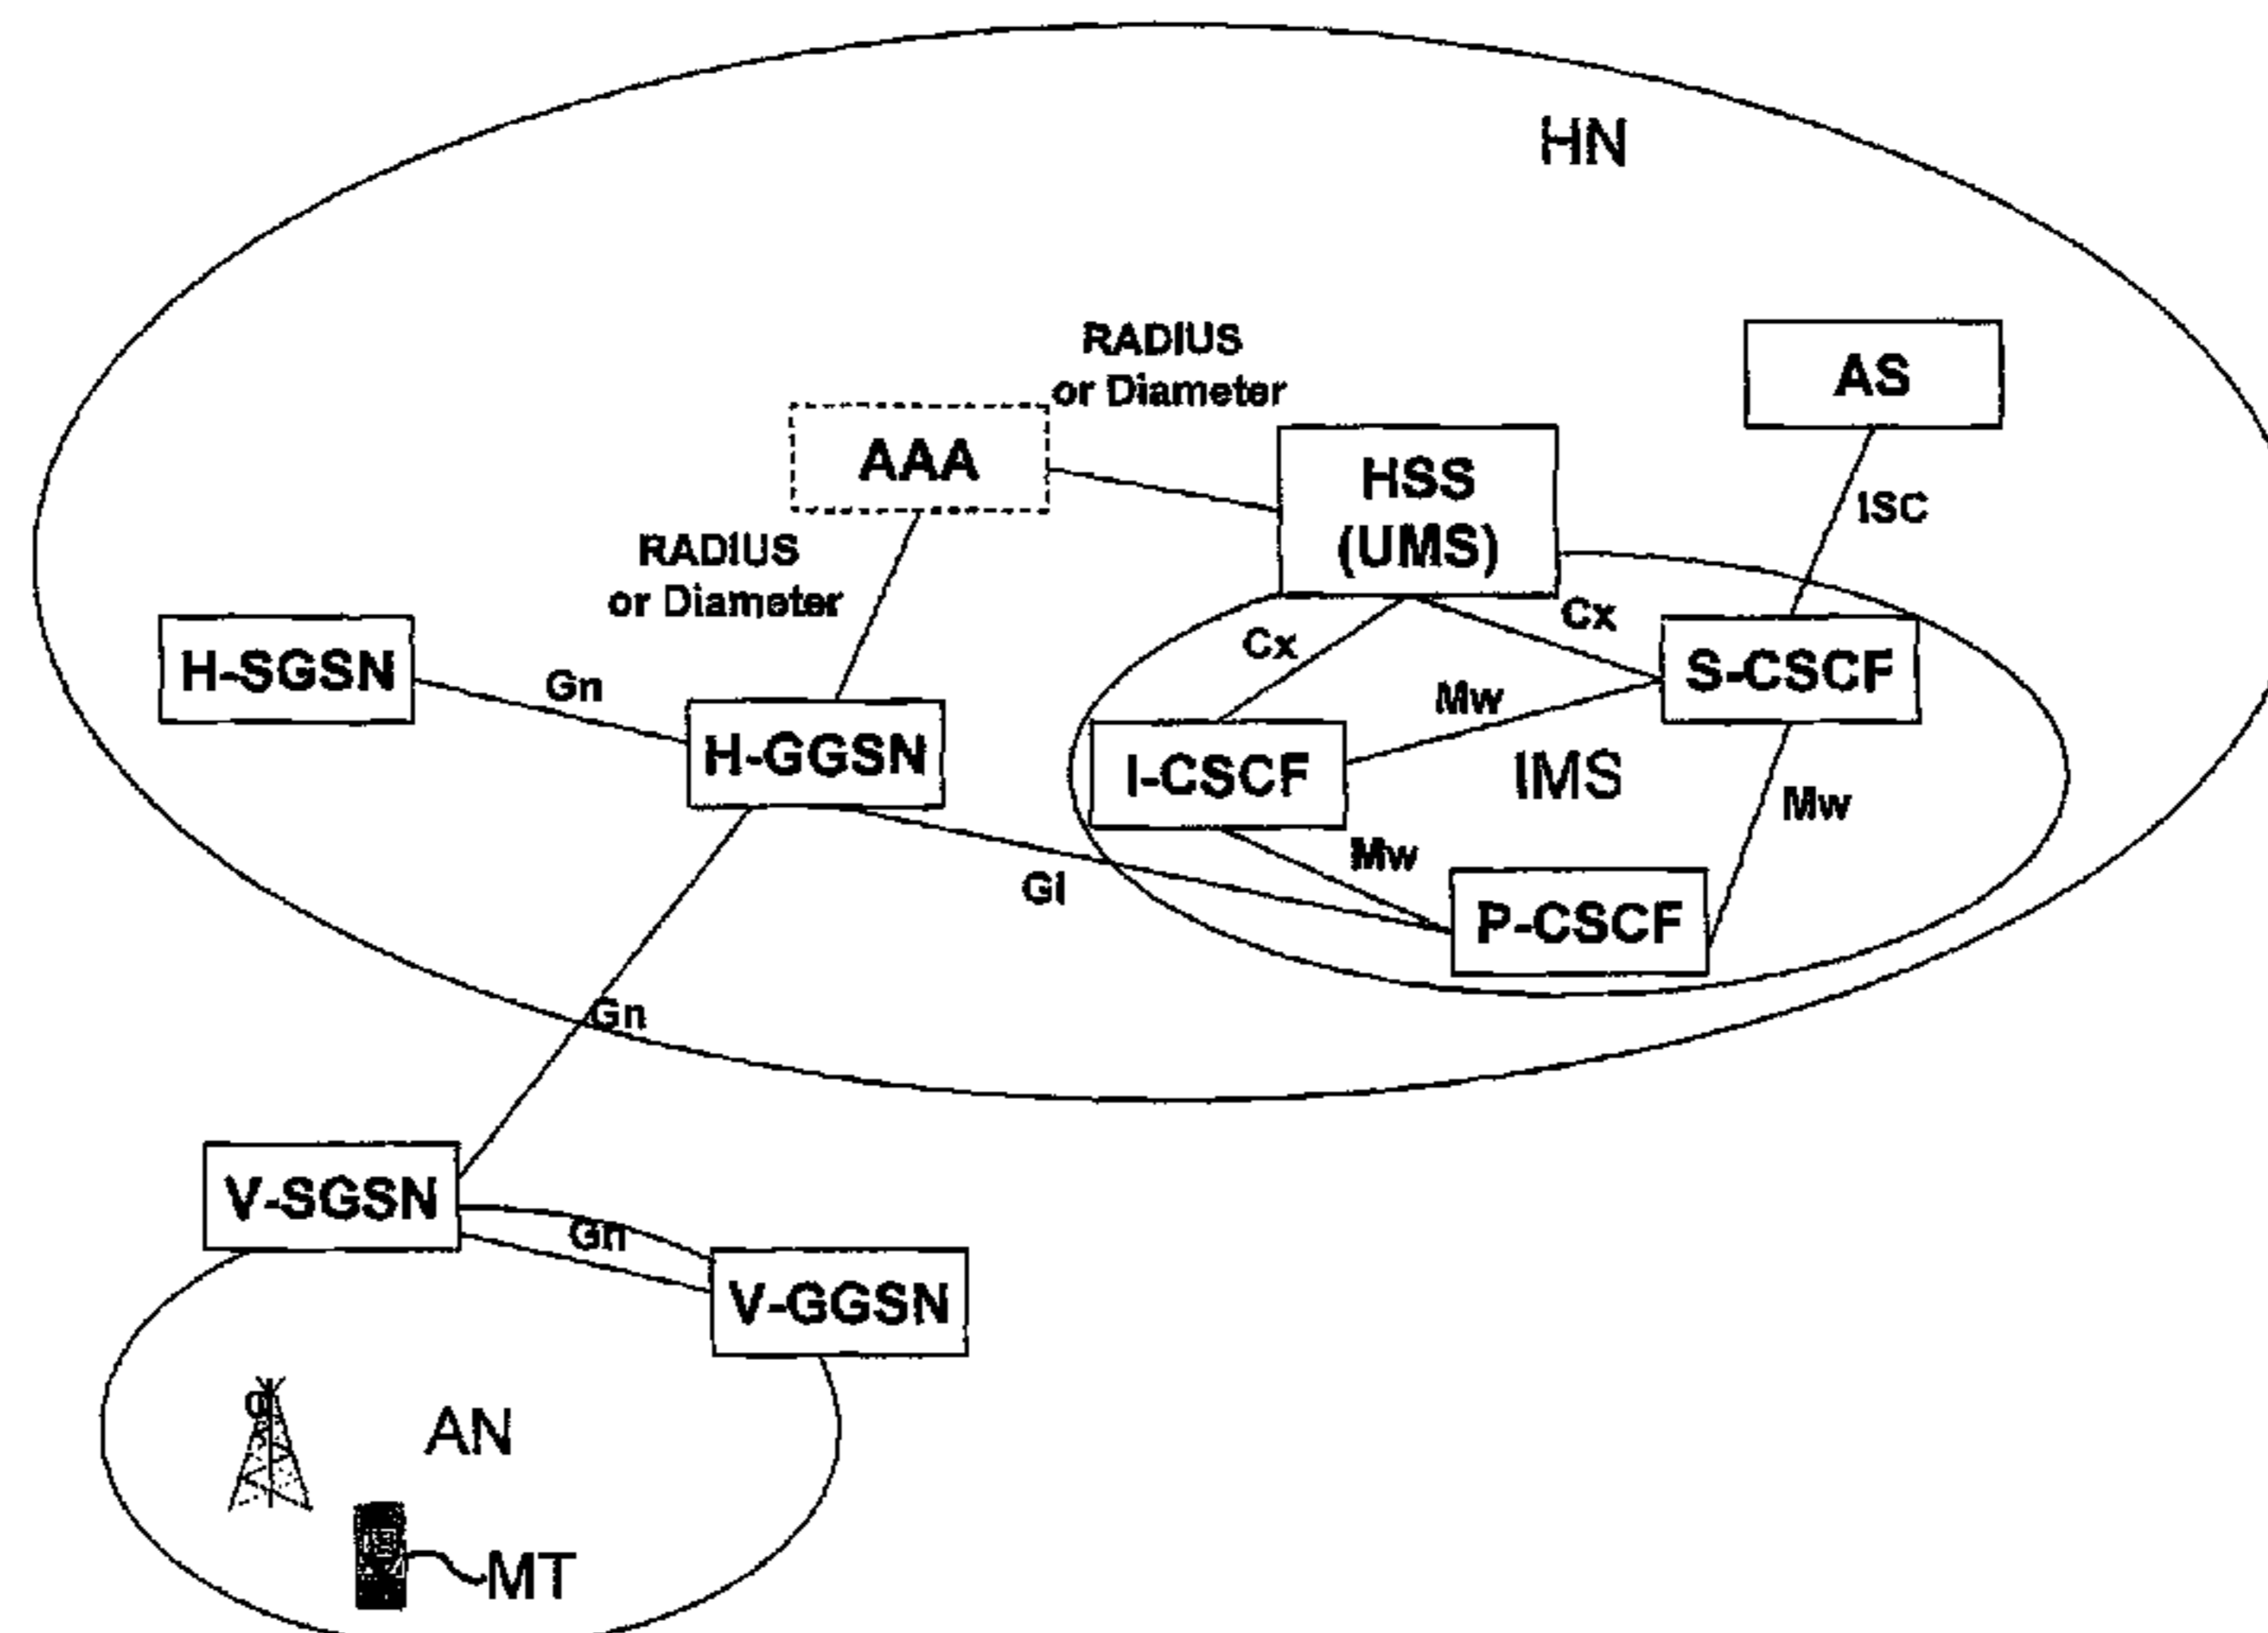 HN
RADIUS
or Diameter
AS
AAA
HSS
(UMS)
ISC
RADIUS
or Diameter
Cx
Cx
H-SGSN
Gn
S-CSCF
Mw
H-GGSN
I-CSCF
IMS
Mw
Mw
GI
P-CSCF
Gn
V-SGSN
Gn
V-GGSN
AN
MT